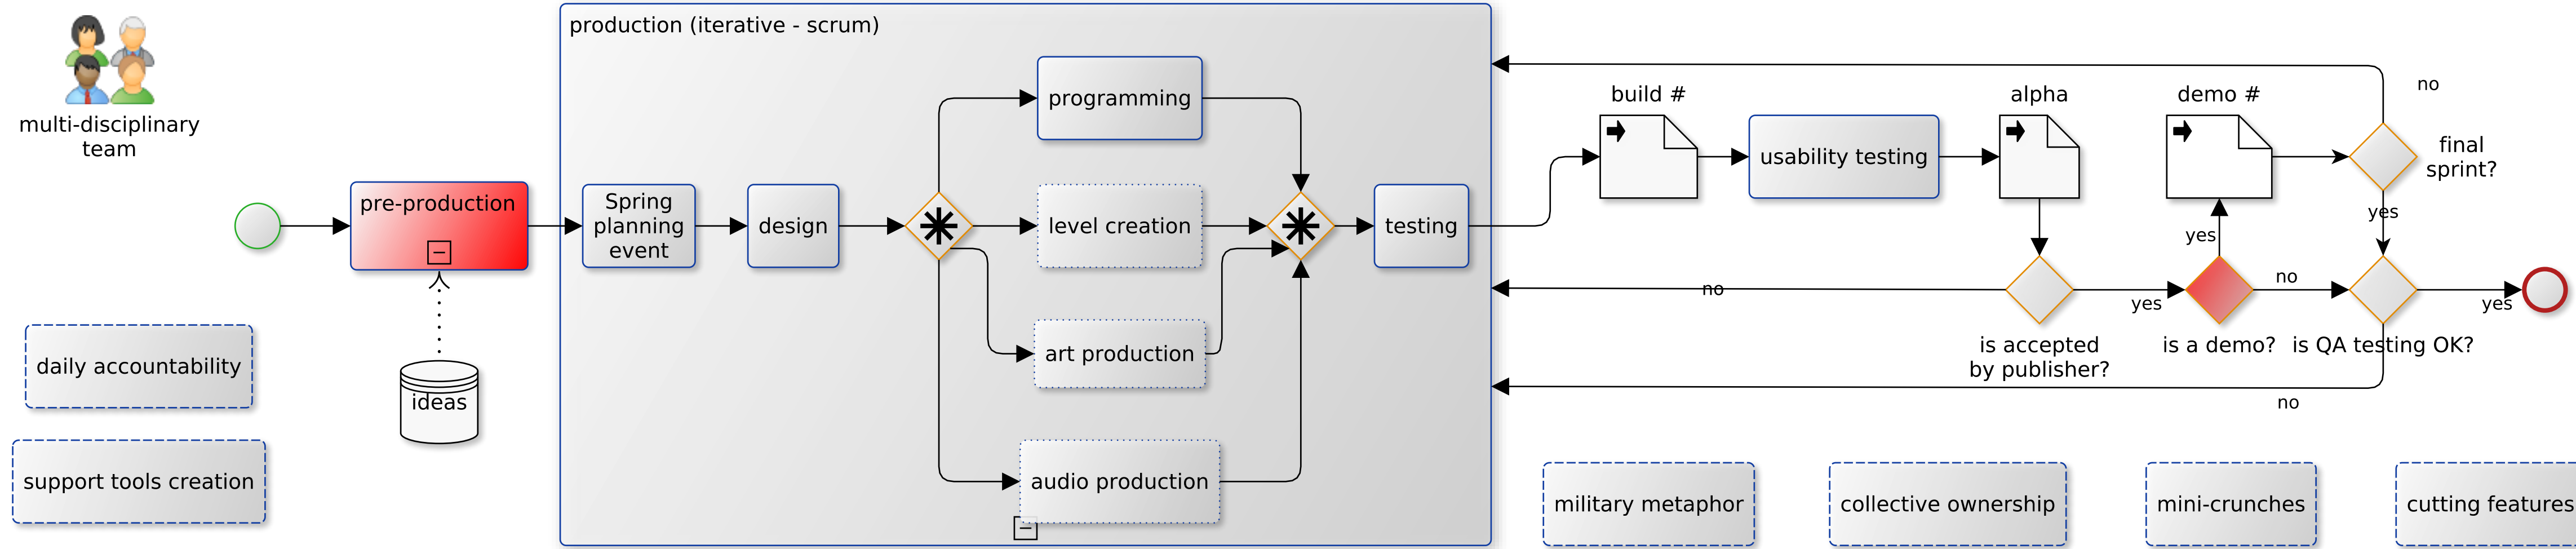 production (iterative - scrum)
multi-disciplinary
team
pre-production
ideas
daily accountability
support tools creation
Spring
planning
event
design
programming
level creation
art production
audio production
testing
build #
usability testing
alpha
demo #
no
final
sprint?
yes
yes
no
no
yes
yes
is accepted
by publisher?
is a demo?
is QA testing OK?
no
military metaphor
collective ownership
mini-crunches
cutting features